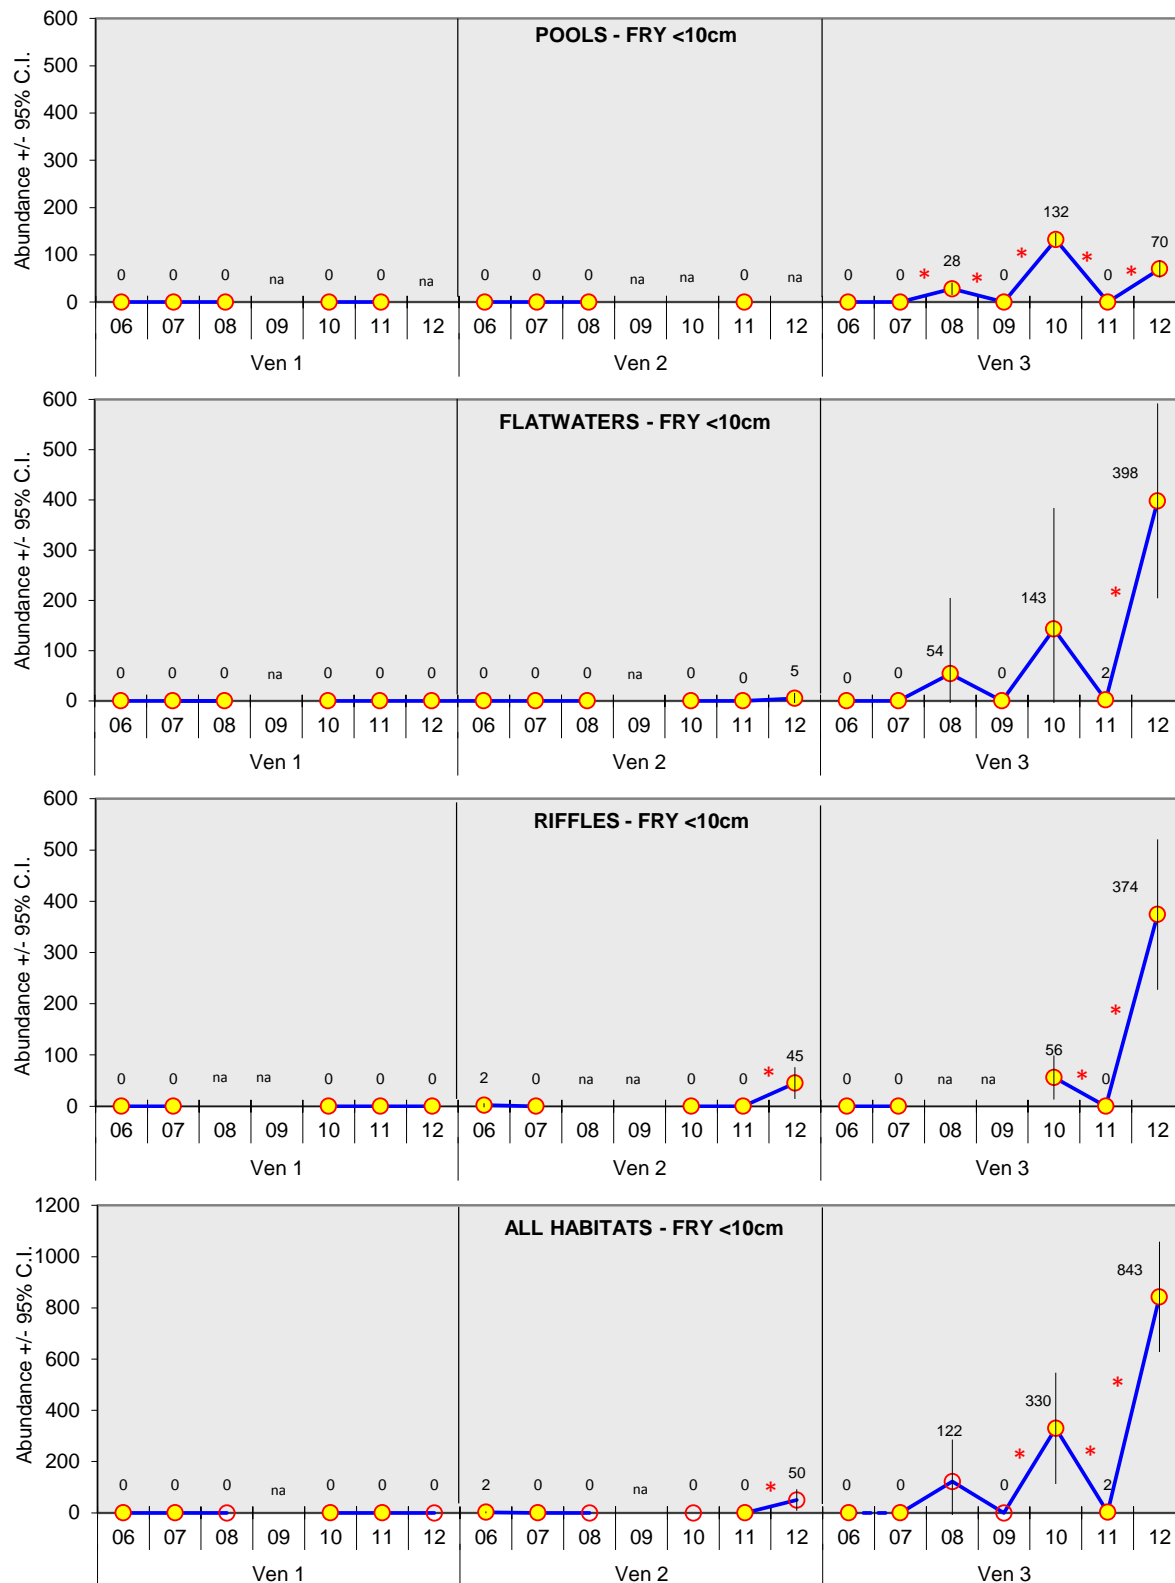 POOLS - FRY <10cm
Abundance +/- 95% C.I.
600
500
400
300
200
100
0
0 0 0 na 0 0 na 0 0 0 na na 0 na 0 0 * 28 * 0 * 132 * 0 * 70
06 07 08 09 10 11 12 06 07 08 09 10 11 12 06 07 08 09 10 11 12
Ven 1 Ven 2 Ven 3
FLATWATERS - FRY <10cm
Abundance +/- 95% C.I.
600
500
400
300
200
100
0
0 0 0 na 0 0 0 0 0 0 na 0 0 5 0 0 54 0 143 2 * 398
06 07 08 09 10 11 12 06 07 08 09 10 11 12 06 07 08 09 10 11 12
Ven 1 Ven 2 Ven 3
RIFFLES - FRY <10cm
Abundance +/- 95% C.I.
600
500
400
300
200
100
0
0 0 na na 0 0 0 2 0 na na 0 0 * 45 0 0 na na 56 * 0 * 374
06 07 08 09 10 11 12 06 07 08 09 10 11 12 06 07 08 09 10 11 12
Ven 1 Ven 2 Ven 3
ALL HABITATS - FRY <10cm
Abundance +/- 95% C.I.
1200
1000
800
600
400
200
0
0 0 0 na 0 0 0 2 0 0 na 0 0 * 50 0 0 122 0 * 330 * 2 * 843
06 07 08 09 10 11 12 06 07 08 09 10 11 12 06 07 08 09 10 11 12
Ven 1 Ven 2 Ven 3